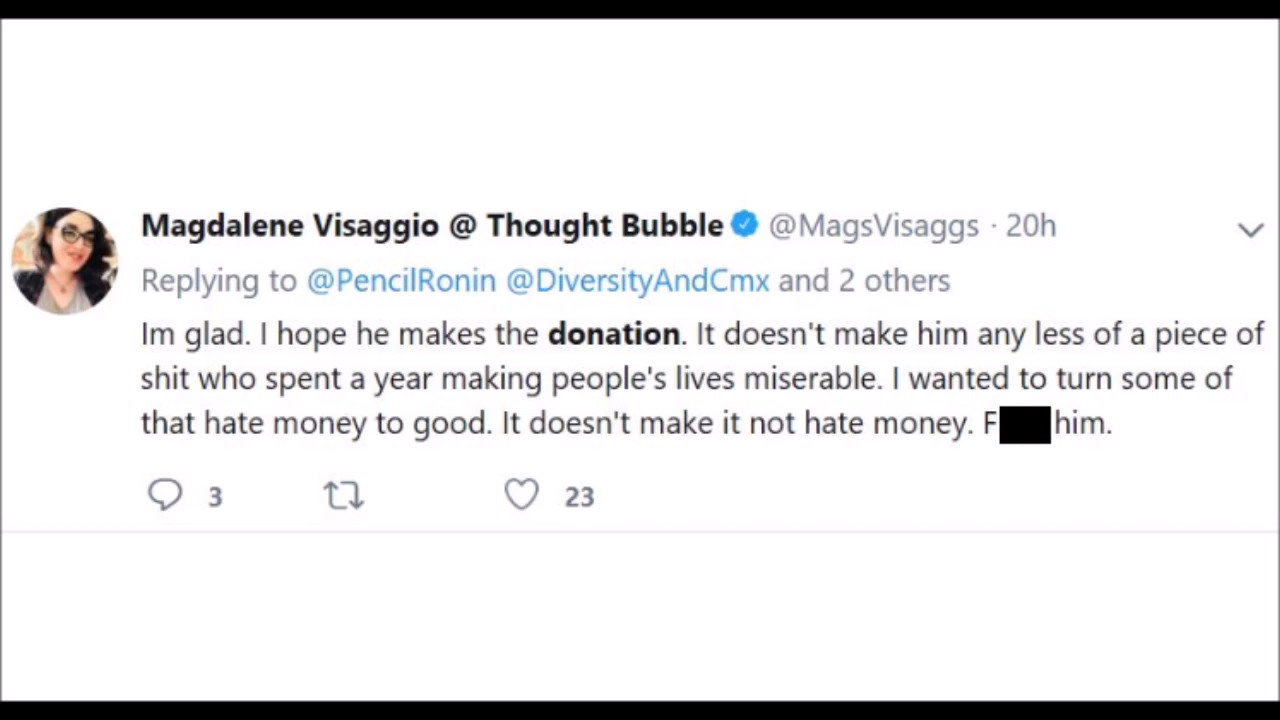 Magdalene Visaggio @ Thought Bubble @MagsVisaggs · 20h
Replying to @PencilRonin @DiversityAndCmx and 2 others
Im glad. I hope he makes the donation. It doesn't make him any less of a piece of
shit who spent a year making people's lives miserable. I wanted to turn some of
that hate money to good. It doesn't make it not hate money. F him.
3 23